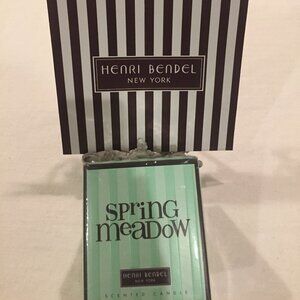 HENRI BENDEL
NEW YORK
SPRING
MEADOW
HENRI BENDEL
NEW YORK
SCENTED CANDLE